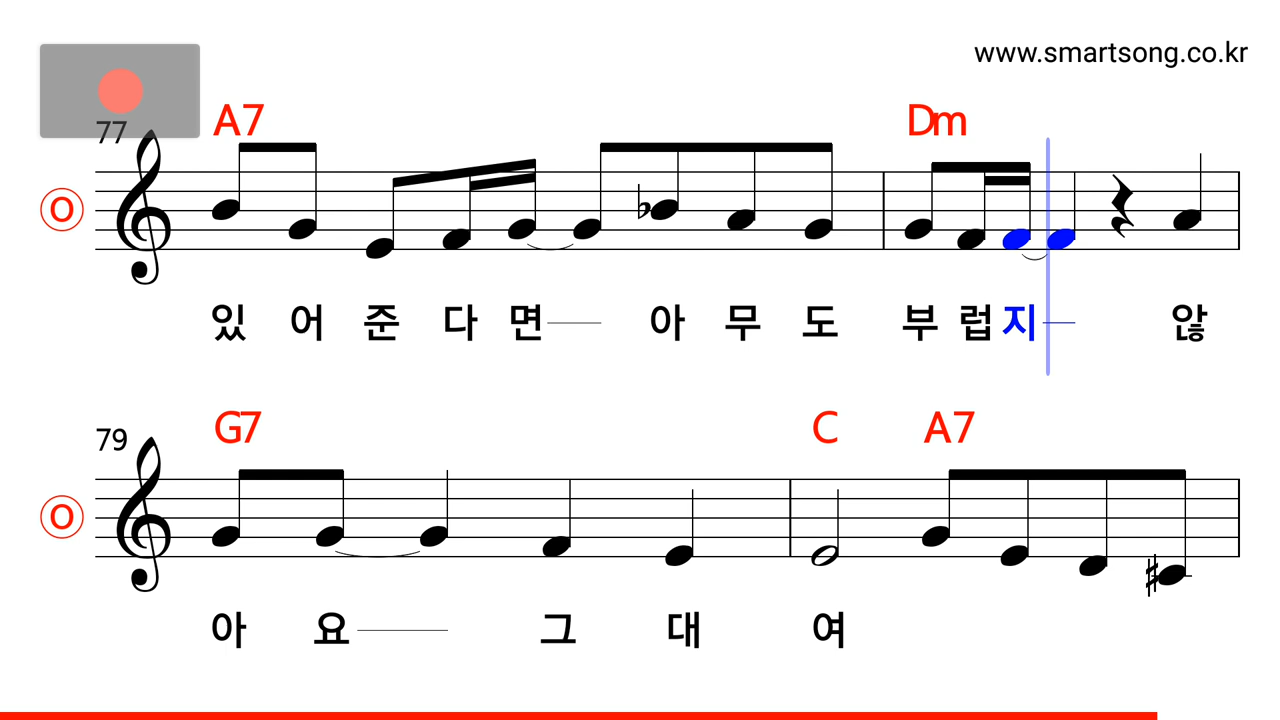 www.smartsong.co.kr
77 A7 Dm
O
있 어 준 다 면 아 무 도 부 럽 지 않
79 G7 C A7
O
아 요 그 대 여